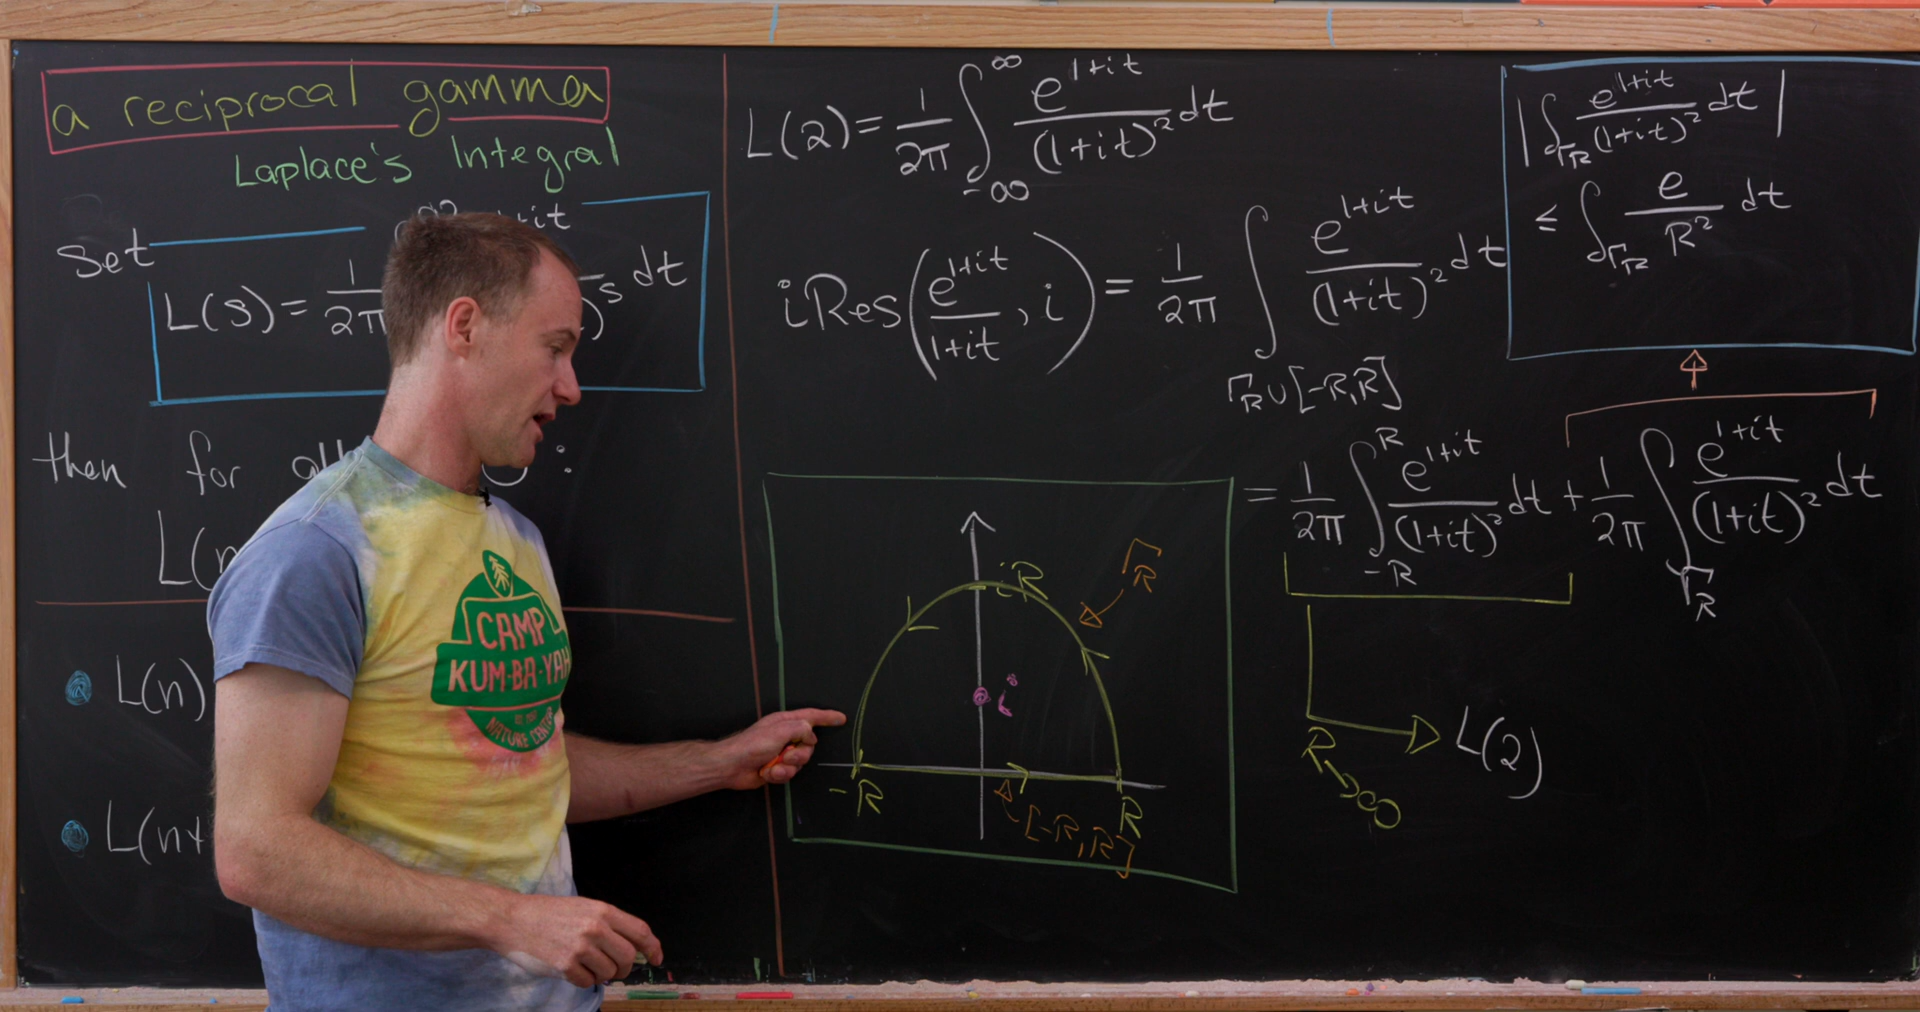 a reciprocal gamma
Laplace's Integral
Set
L(s) = 1/2π )^s dt
then for all :
L(n
L(n)
L(n+
CAMP
KUM-BA-YAH
NATURE CENTER
L(2) = 1/2π ∫_{-∞}^{∞} e^{1+it}/(1+it)^2 dt
i Res(e^{1+it}/1+it, i) = 1/2π ∫_{Γ_R ∪ [-R,R]} e^{1+it}/(1+it)^2 dt
= 1/2π ∫_{-R}^{R} e^{1+it}/(1+it)^2 dt + 1/2π ∫_{Γ_R} e^{1+it}/(1+it)^2 dt
R→∞ L(2)
iR
Γ_R
i
-R
R
[-R,R]
|∫_{Γ_R} e^{1+it}/(1+it)^2 dt|
≤ ∫_{Γ_R} e/R^2 dt